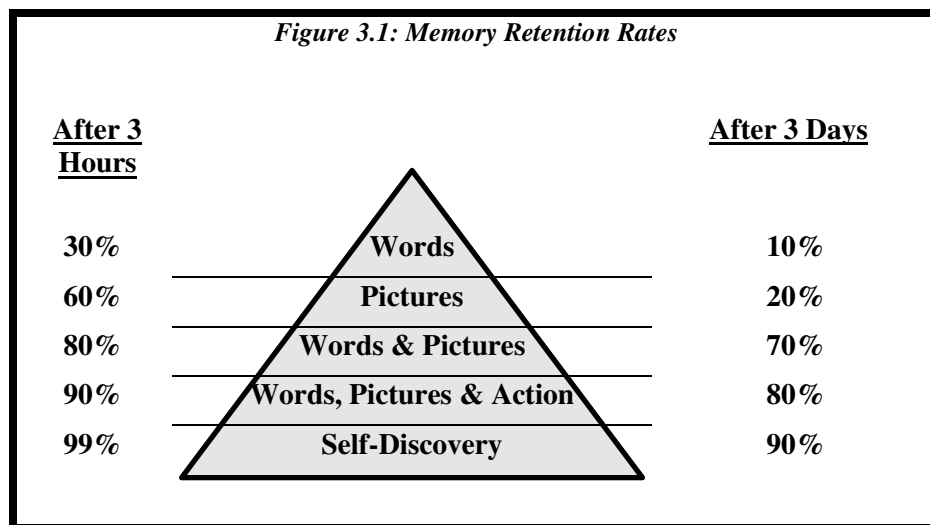 Figure 3.1: Memory Retention Rates
After 3
Hours
After 3 Days
30% Words 10%
60% Pictures 20%
80% Words & Pictures 70%
90% Words, Pictures & Action 80%
99% Self-Discovery 90%